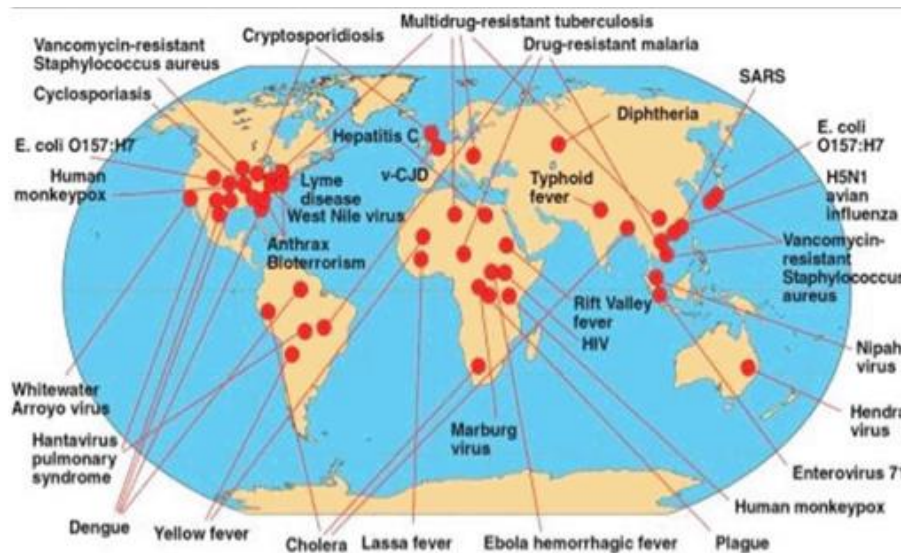 Multidrug-resistant tuberculosis
Cryptosporidiosis
Drug-resistant malaria
Vancomycin-resistant
Staphylococcus aureus
SARS
Cyclosporiasis
Diphtheria
E. coli
O157:H7
E. coli O157:H7
Hepatitis C
Human
monkeypox
v-CJD
Typhoid
fever
H5N1
avian
influenza
Lyme
disease
West Nile virus
Anthrax
Bioterrorism
Vancomycin-
resistant
Staphylococcus
aureus
Rift Valley
fever
HIV
Nipah
virus
Whitewater
Arroyo virus
Hendra
virus
Hantavirus
pulmonary
syndrome
Marburg
virus
Enterovirus 71
Human monkeypox
Dengue
Yellow fever
Cholera
Lassa fever
Ebola hemorrhagic fever
Plague